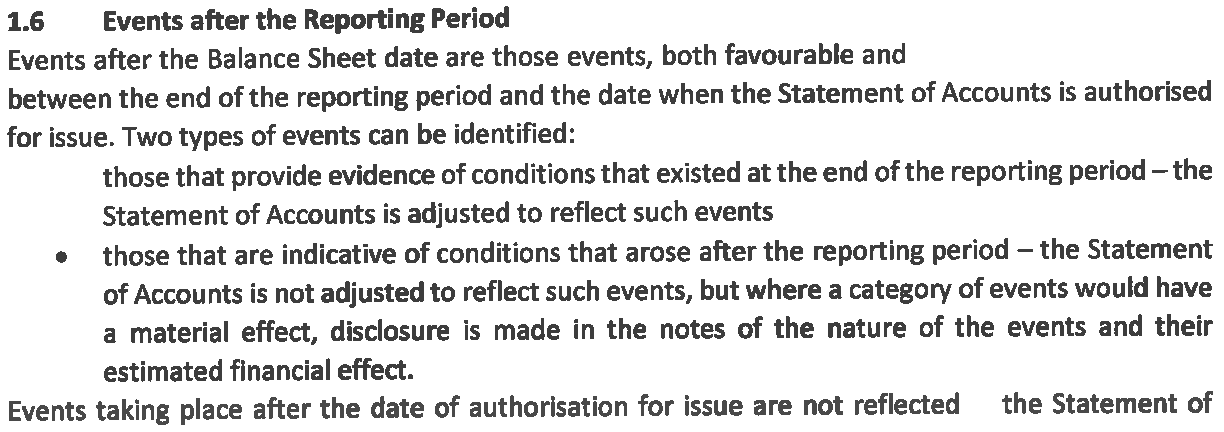 1.6 Events after the Reporting Period
Events after the Balance Sheet date are those events, both favourable and
between the end of the reporting period and the date when the Statement of Accounts is authorised
for issue. Two types of events can be identified:
those that provide evidence of conditions that existed at the end of the reporting period – the
Statement of Accounts is adjusted to reflect such events
• those that are indicative of conditions that arose after the reporting period – the Statement
of Accounts is not adjusted to reflect such events, but where a category of events would have
a material effect, disclosure is made in the notes of the nature of the events and their
estimated financial effect.
Events taking place after the date of authorisation for issue are not reflected the Statement of